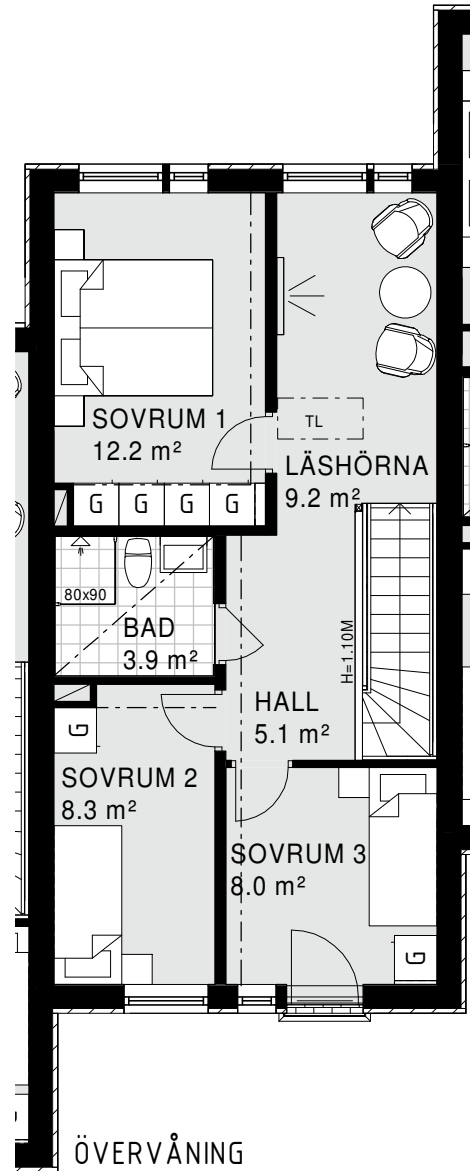 SOVRUM 1
12.2 m²
TL
LÄSHÖRNA
9.2 m²
G G G G
80x90
BAD
3.9 m²
H=1.10M
HALL
5.1 m²
G
SOVRUM 2
8.3 m²
SOVRUM 3
8.0 m²
G
ÖVERVÅNING